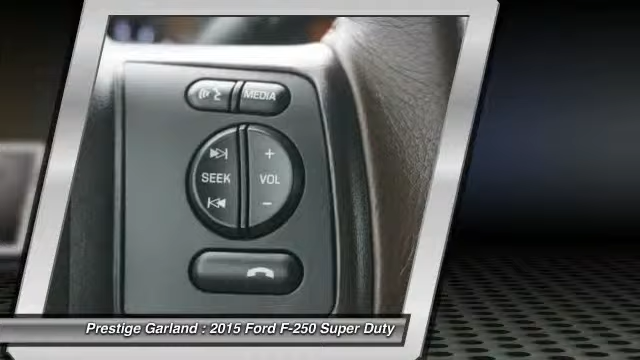 MEDIA
SEEK
VOL
+
-
Prestige Garland : 2015 Ford F-250 Super Duty